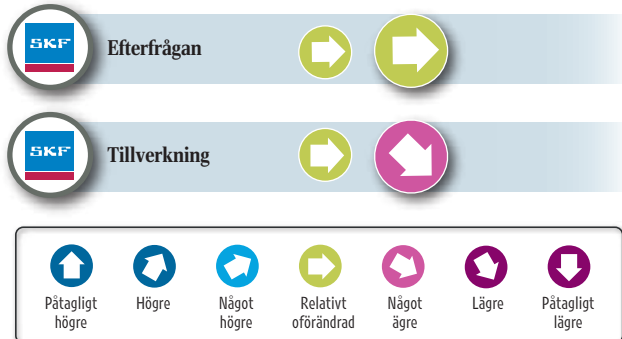 SKF
Efterfrågan
SKF
Tillverkning
Påtagligt högre
Högre
Något högre
Relativt oförändrad
Något ägre
Lägre
Påtagligt lägre